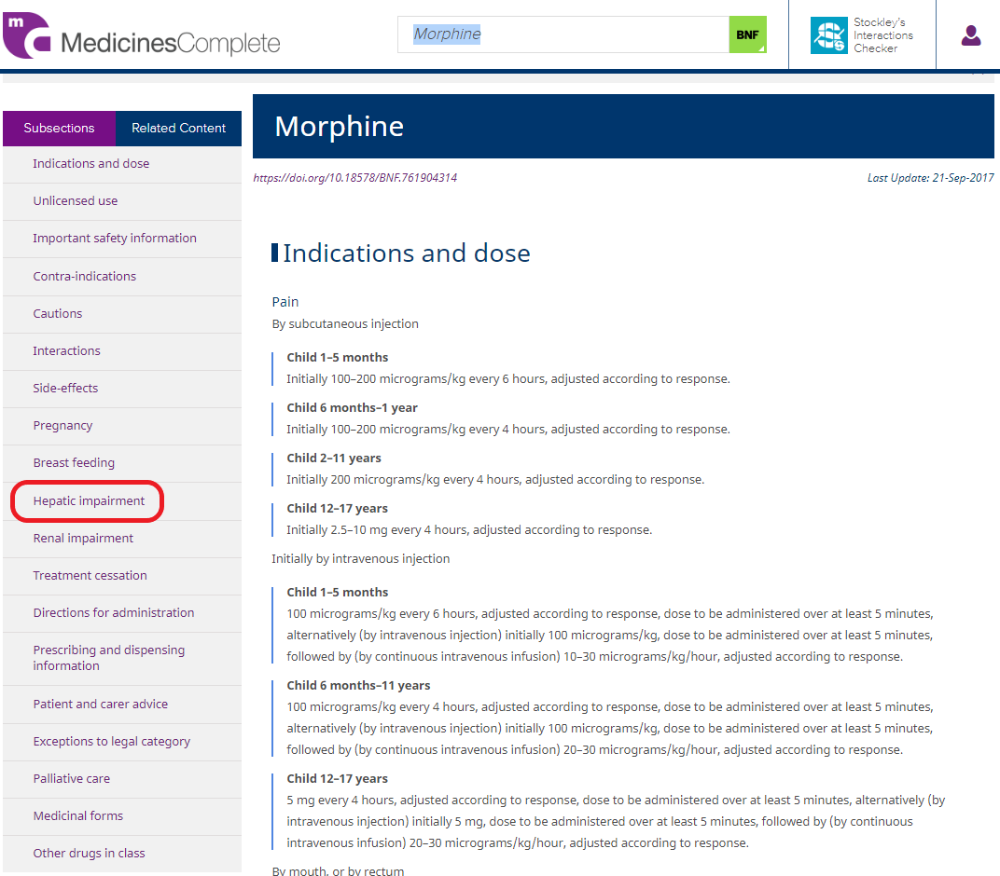 m
MedicinesComplete
Morphine
BNF
Stockley's
Interactions
Checker
Subsections
Related Content
Indications and dose
Unlicensed use
Important safety information
Contra-indications
Cautions
Interactions
Side-effects
Pregnancy
Breast feeding
Hepatic impairment
Renal impairment
Treatment cessation
Directions for administration
Prescribing and dispensing
information
Patient and carer advice
Exceptions to legal category
Palliative care
Medicinal forms
Other drugs in class
Morphine
https://doi.org/10.18578/BNF.761904314
Last Update: 21-Sep-2017
Indications and dose
Pain
By subcutaneous injection
Child 1–5 months
Initially 100–200 micrograms/kg every 6 hours, adjusted according to response.
Child 6 months–1 year
Initially 100–200 micrograms/kg every 4 hours, adjusted according to response.
Child 2–11 years
Initially 200 micrograms/kg every 4 hours, adjusted according to response.
Child 12–17 years
Initially 2.5–10 mg every 4 hours, adjusted according to response.
Initially by intravenous injection
Child 1–5 months
100 micrograms/kg every 6 hours, adjusted according to response, dose to be administered over at least 5 minutes,
alternatively (by intravenous injection) initially 100 micrograms/kg, dose to be administered over at least 5 minutes,
followed by (by continuous intravenous infusion) 10–30 micrograms/kg/hour, adjusted according to response.
Child 6 months–11 years
100 micrograms/kg every 4 hours, adjusted according to response, dose to be administered over at least 5 minutes,
alternatively (by intravenous injection) initially 100 micrograms/kg, dose to be administered over at least 5 minutes,
followed by (by continuous intravenous infusion) 20–30 micrograms/kg/hour, adjusted according to response.
Child 12–17 years
5 mg every 4 hours, adjusted according to response, dose to be administered over at least 5 minutes, alternatively (by
intravenous injection) initially 5 mg, dose to be administered over at least 5 minutes, followed by (by continuous
intravenous infusion) 20–30 micrograms/kg/hour, adjusted according to response.
By mouth, or by rectum